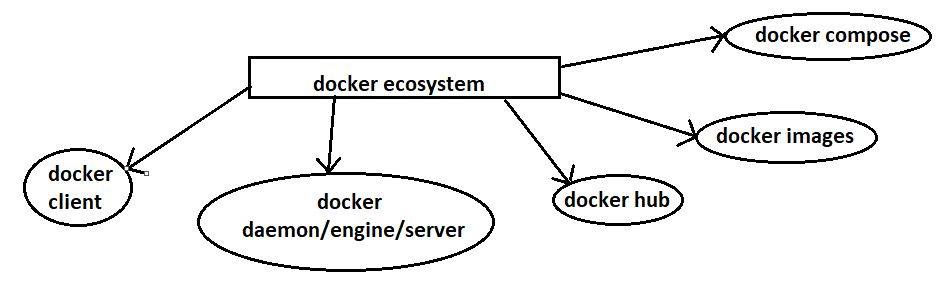 docker compose
docker ecosystem
docker images
docker
client
docker
daemon/engine/server
docker hub